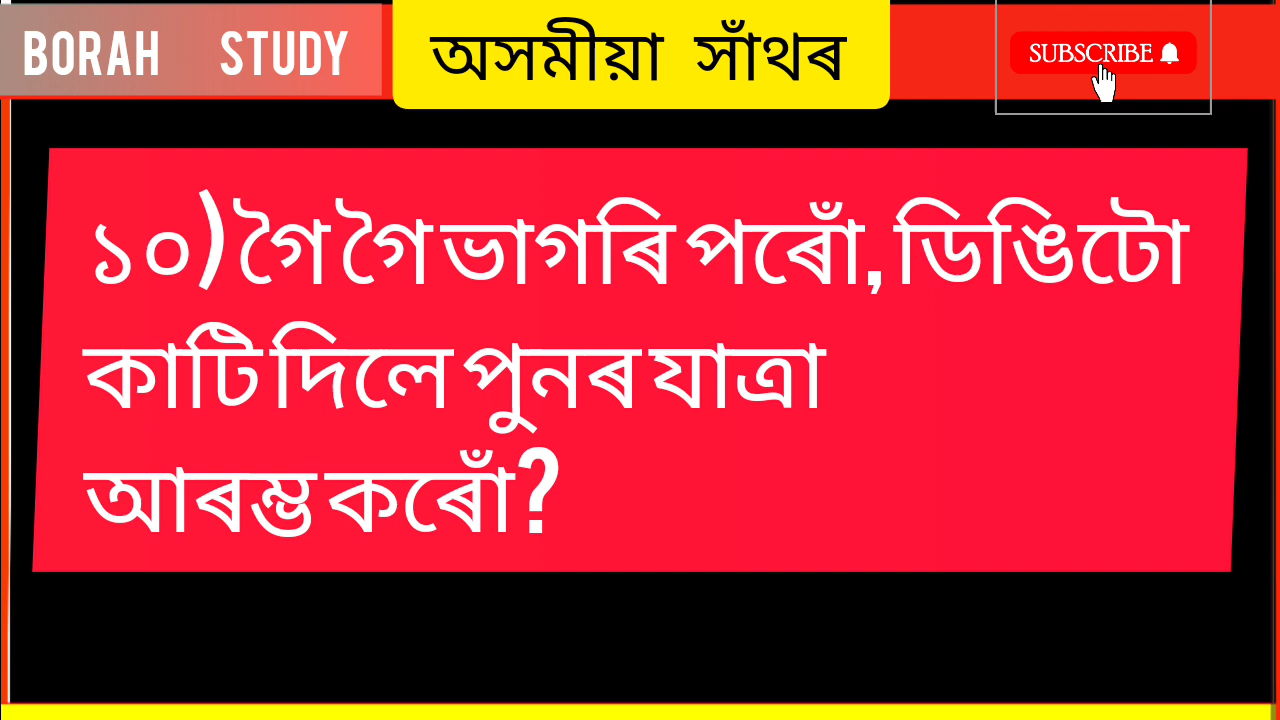 BORAH STUDY
অসমীয়া সাঁথৰ
SUBSCRIBE
১০) গৈ গৈ ভাগৰি পৰোঁ, ডিঙিটো
কাটি দিলে পুনৰ যাত্ৰা
আৰম্ভ কৰোঁ?